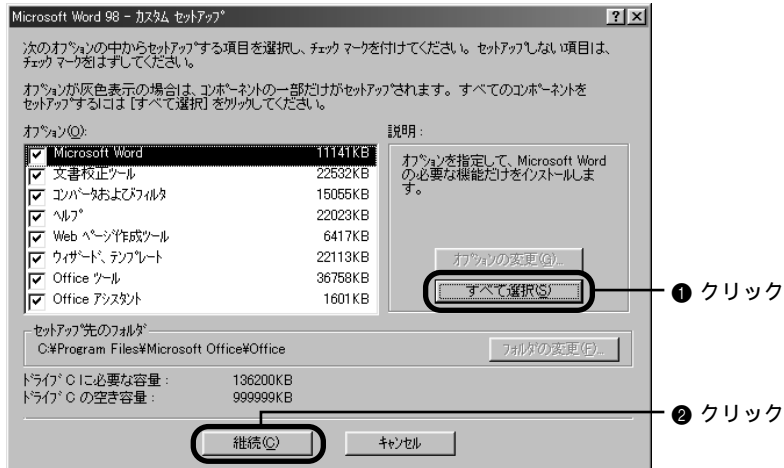 Microsoft Word 98 - カスタム セットアップ
次のオプションの中からセットアップする項目を選択し、チェック マークを付けてください。セットアップしない項目は、
チェック マークをはずしてください。
オプションが灰色表示の場合は、コンポーネントの一部だけがセットアップされます。すべてのコンポーネントを
セットアップするには [すべて選択] をクリックしてください。
オプション(O):
説明:
Microsoft Word 11141KB
文書校正ツール 22532KB
コンバータおよびフィルタ 15055KB
ヘルプ 22023KB
Web ページ作成ツール 6417KB
ウィザード、テンプレート 22113KB
Office ツール 36758KB
Office アシスタント 1601KB
オプションを指定して、Microsoft Word
の必要な機能だけをインストールしま
す。
オプションの変更(G)...
すべて選択(S)
❶ クリック
セットアップ先のフォルダ
C:¥Program Files¥Microsoft Office¥Office
フォルダの変更(F)...
ドライブ C に必要な容量: 136200KB
ドライブ C の空き容量: 999999KB
❷ クリック
継続(C)
キャンセル